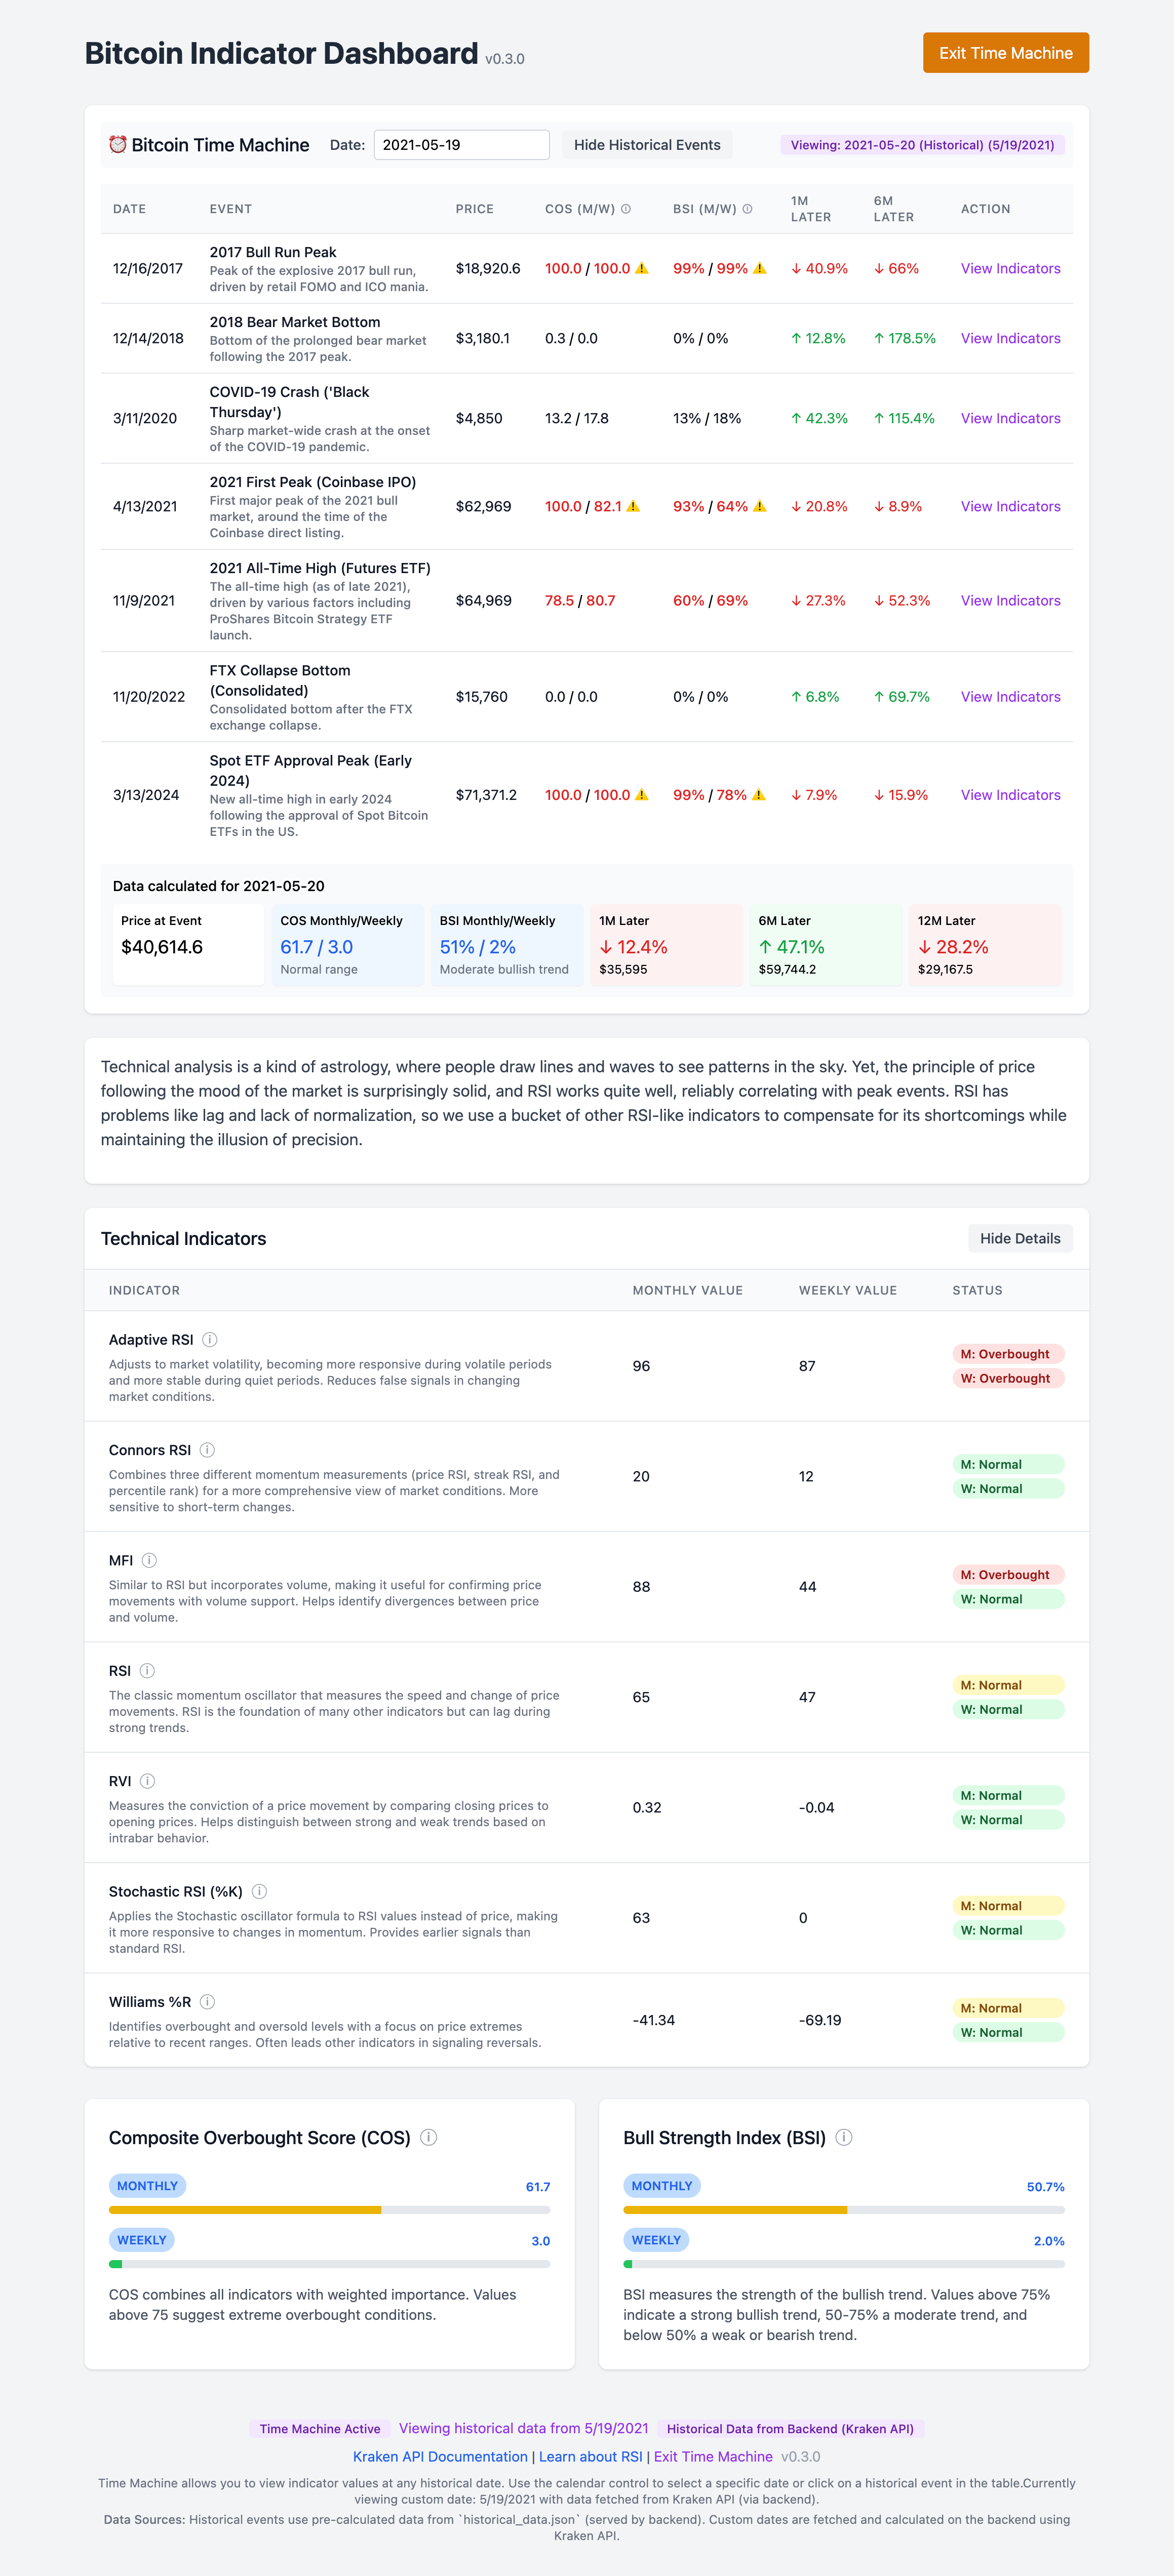 Bitcoin Indicator Dashboard v0.3.0
Exit Time Machine
⏰ Bitcoin Time Machine
Date: 2021-05-19
Hide Historical Events
Viewing: 2021-05-20 (Historical) (5/19/2021)
DATE EVENT PRICE COS (M/W) BSI (M/W) 1M LATER 6M LATER ACTION
12/16/2017
2017 Bull Run Peak
Peak of the explosive 2017 bull run,
driven by retail FOMO and ICO mania.
$18,920.6 100.0 / 100.0 ⚠️ 99% / 99% ⚠️ ↓ 40.9% ↓ 66% View Indicators
12/14/2018
2018 Bear Market Bottom
Bottom of the prolonged bear market
following the 2017 peak.
$3,180.1 0.3 / 0.0 0% / 0% ↑ 12.8% ↑ 178.5% View Indicators
3/11/2020
COVID-19 Crash ('Black
Thursday')
Sharp market-wide crash at the onset
of the COVID-19 pandemic.
$4,850 13.2 / 17.8 13% / 18% ↑ 42.3% ↑ 115.4% View Indicators
4/13/2021
2021 First Peak (Coinbase IPO)
First major peak of the 2021 bull
market, around the time of the
Coinbase direct listing.
$62,969 100.0 / 82.1 ⚠️ 93% / 64% ⚠️ ↓ 20.8% ↓ 8.9% View Indicators
11/9/2021
2021 All-Time High (Futures ETF)
The all-time high (as of late 2021),
driven by various factors including
ProShares Bitcoin Strategy ETF
launch.
$64,969 78.5 / 80.7 60% / 69% ↓ 27.3% ↓ 52.3% View Indicators
11/20/2022
FTX Collapse Bottom
(Consolidated)
Consolidated bottom after the FTX
exchange collapse.
$15,760 0.0 / 0.0 0% / 0% ↑ 6.8% ↑ 69.7% View Indicators
3/13/2024
Spot ETF Approval Peak (Early
2024)
New all-time high in early 2024
following the approval of Spot Bitcoin
ETFs in the US.
$71,371.2 100.0 / 100.0 ⚠️ 99% / 78% ⚠️ ↓ 7.9% ↓ 15.9% View Indicators
Data calculated for 2021-05-20
Price at Event
$40,614.6
COS Monthly/Weekly
61.7 / 3.0
Normal range
BSI Monthly/Weekly
51% / 2%
Moderate bullish trend
1M Later
↓ 12.4%
$35,595
6M Later
↑ 47.1%
$59,744.2
12M Later
↓ 28.2%
$29,167.5
Technical analysis is a kind of astrology, where people draw lines and waves to see patterns in the sky. Yet, the principle of price
following the mood of the market is surprisingly solid, and RSI works quite well, reliably correlating with peak events. RSI has
problems like lag and lack of normalization, so we use a bucket of other RSI-like indicators to compensate for its shortcomings while
maintaining the illusion of precision.
Technical Indicators
Hide Details
INDICATOR MONTHLY VALUE WEEKLY VALUE STATUS
Adaptive RSI ⓘ
Adjusts to market volatility, becoming more responsive during volatile periods
and more stable during quiet periods. Reduces false signals in changing
market conditions.
96 87
M: Overbought
W: Overbought
Connors RSI ⓘ
Combines three different momentum measurements (price RSI, streak RSI, and
percentile rank) for a more comprehensive view of market conditions. More
sensitive to short-term changes.
20 12
M: Normal
W: Normal
MFI ⓘ
Similar to RSI but incorporates volume, making it useful for confirming price
movements with volume support. Helps identify divergences between price
and volume.
88 44
M: Overbought
W: Normal
RSI ⓘ
The classic momentum oscillator that measures the speed and change of price
movements. RSI is the foundation of many other indicators but can lag during
strong trends.
65 47
M: Normal
W: Normal
RVI ⓘ
Measures the conviction of a price movement by comparing closing prices to
opening prices. Helps distinguish between strong and weak trends based on
intrabar behavior.
0.32 -0.04
M: Normal
W: Normal
Stochastic RSI (%K) ⓘ
Applies the Stochastic oscillator formula to RSI values instead of price, making
it more responsive to changes in momentum. Provides earlier signals than
standard RSI.
63 0
M: Normal
W: Normal
Williams %R ⓘ
Identifies overbought and oversold levels with a focus on price extremes
relative to recent ranges. Often leads other indicators in signaling reversals.
-41.34 -69.19
M: Normal
W: Normal
Composite Overbought Score (COS) ⓘ
MONTHLY 61.7
WEEKLY 3.0
COS combines all indicators with weighted importance. Values
above 75 suggest extreme overbought conditions.
Bull Strength Index (BSI) ⓘ
MONTHLY 50.7%
WEEKLY 2.0%
BSI measures the strength of the bullish trend. Values above 75%
indicate a strong bullish trend, 50-75% a moderate trend, and
below 50% a weak or bearish trend.
Time Machine Active Viewing historical data from 5/19/2021 Historical Data from Backend (Kraken API)
Kraken API Documentation | Learn about RSI | Exit Time Machine v0.3.0
Time Machine allows you to view indicator values at any historical date. Use the calendar control to select a specific date or click on a historical event in the table.Currently
viewing custom date: 5/19/2021 with data fetched from Kraken API (via backend).
Data Sources: Historical events use pre-calculated data from `historical_data.json` (served by backend). Custom dates are fetched and calculated on the backend using
Kraken API.